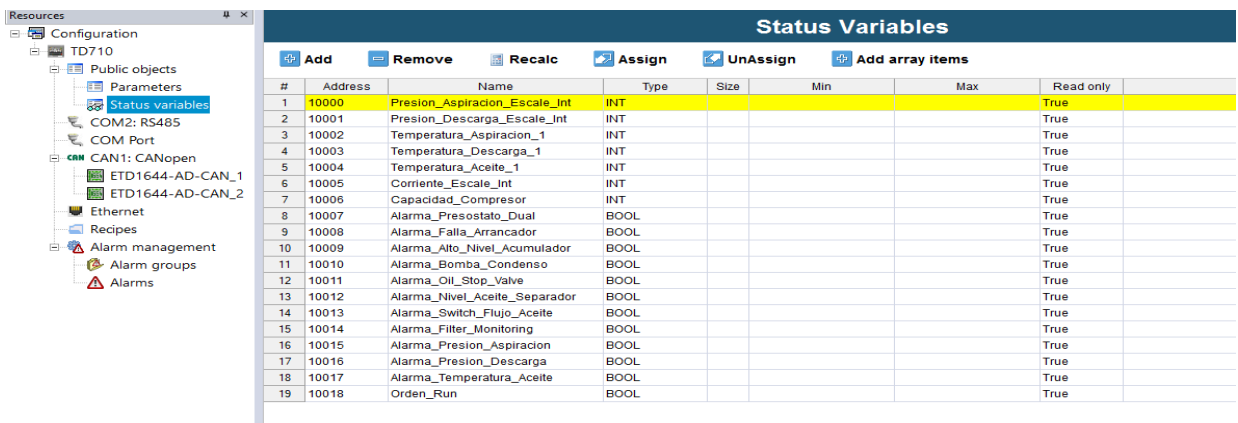 Resources
Configuration
TD710
Public objects
Parameters
Status variables
COM2: RS485
COM Port
CAN CAN1: CANopen
ETD1644-AD-CAN_1
ETD1644-AD-CAN_2
Ethernet
Recipes
Alarm management
Alarm groups
Alarms
Status Variables
Add Remove Recalc Assign UnAssign Add array items
# Address Name Type Size Min Max Read only
1 10000 Presion_Aspiracion_Escale_Int INT True
2 10001 Presion_Descarga_Escale_Int INT True
3 10002 Temperatura_Aspiracion_1 INT True
4 10003 Temperatura_Descarga_1 INT True
5 10004 Temperatura_Aceite_1 INT True
6 10005 Corriente_Escale_Int INT True
7 10006 Capacidad_Compresor INT True
8 10007 Alarma_Presostato_Dual BOOL True
9 10008 Alarma_Falla_Arrancador BOOL True
10 10009 Alarma_Alto_Nivel_Acumulador BOOL True
11 10010 Alarma_Bomba_Condenso BOOL True
12 10011 Alarma_Oil_Stop_Valve BOOL True
13 10012 Alarma_Nivel_Aceite_Separador BOOL True
14 10013 Alarma_Switch_Flujo_Aceite BOOL True
15 10014 Alarma_Filter_Monitoring BOOL True
16 10015 Alarma_Presion_Aspiracion BOOL True
17 10016 Alarma_Presion_Descarga BOOL True
18 10017 Alarma_Temperatura_Aceite BOOL True
19 10018 Orden_Run BOOL True